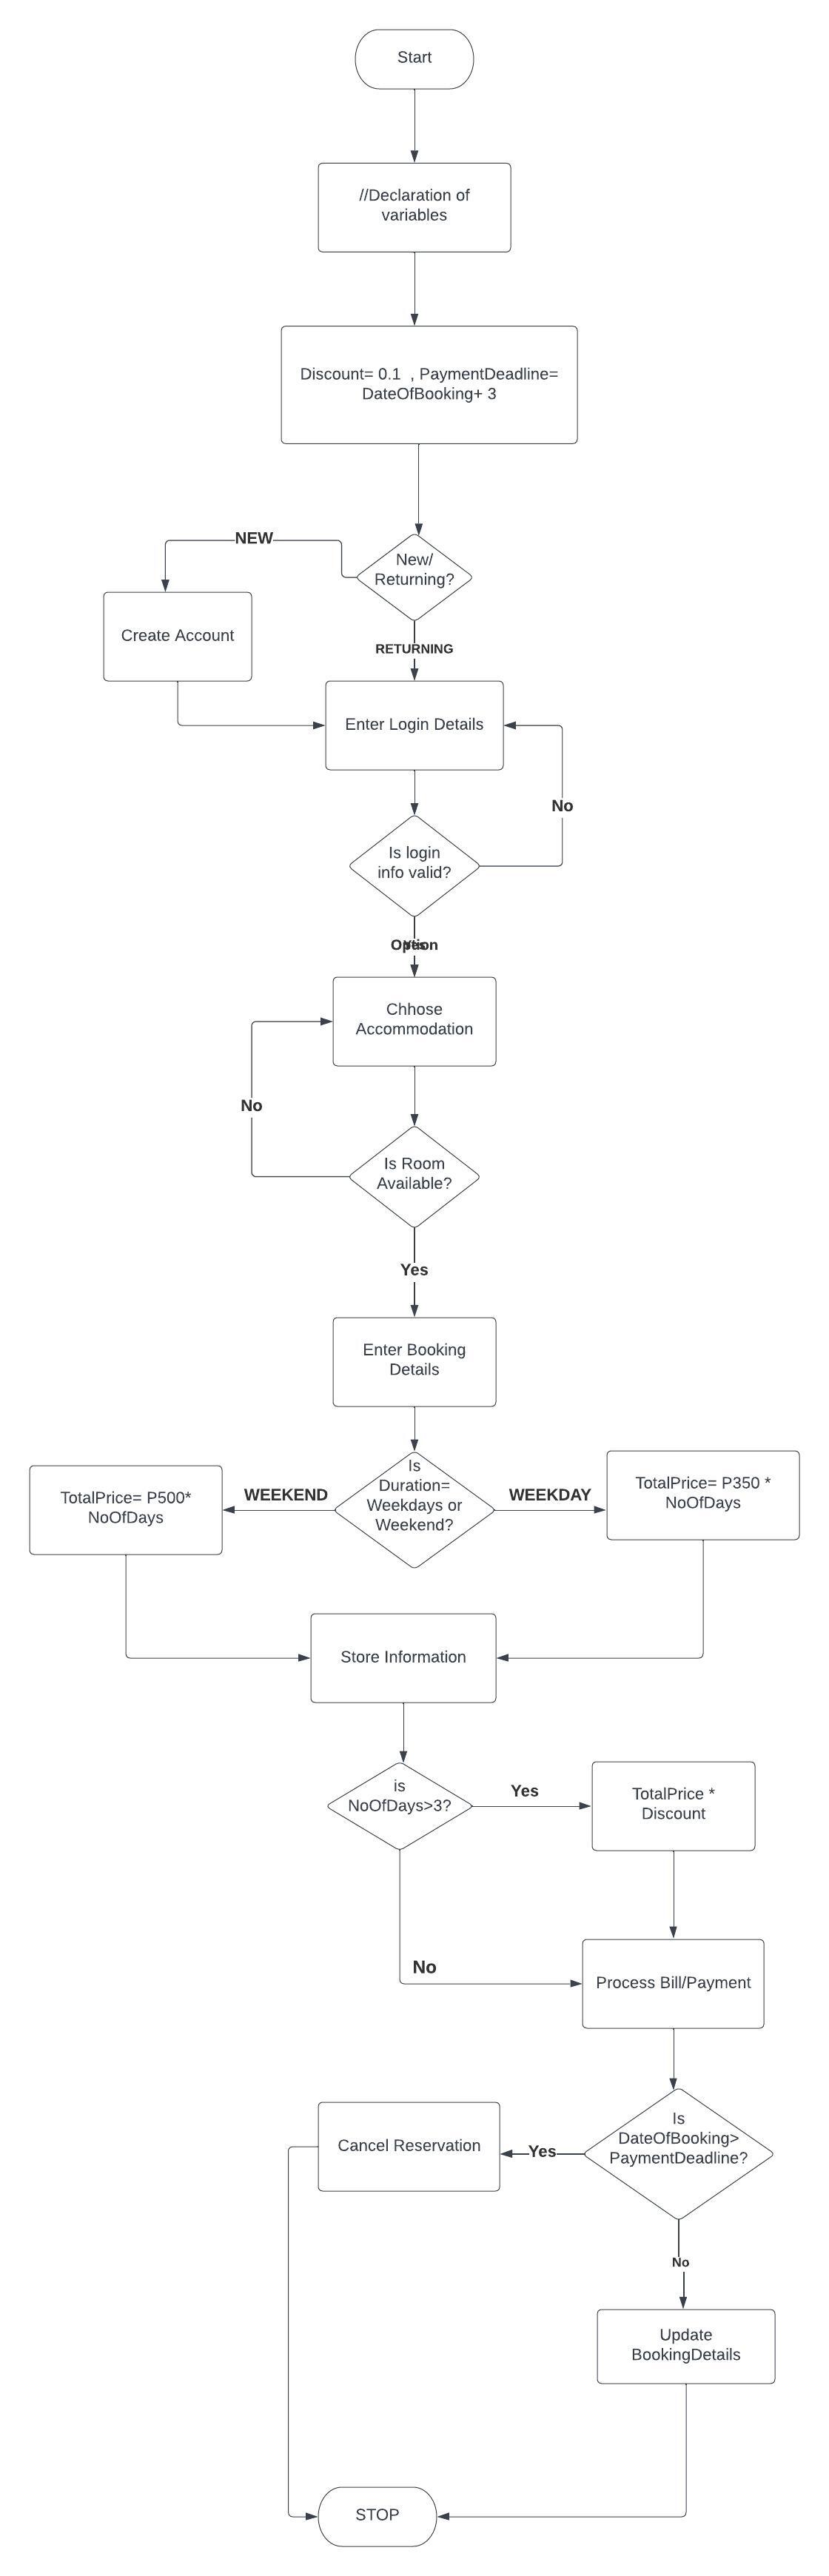 Start
//Declaration of
variables
Discount= 0.1  , PaymentDeadline=
DateOfBooking+ 3
NEW
New/
Returning?
Create Account
RETURNING
Enter Login Details
No
Is login
info valid?
Option
Yes
Chhose
Accommodation
No
Is Room
Available?
Yes
Enter Booking
Details
TotalPrice= P500*
NoOfDays
WEEKEND
Is
Duration=
Weekdays or
Weekend?
WEEKDAY
TotalPrice= P350 *
NoOfDays
Store Information
is
NoOfDays>3?
Yes
TotalPrice *
Discount
No
Process Bill/Payment
Cancel Reservation
Yes
Is
DateOfBooking>
PaymentDeadline?
No
Update
BookingDetails
STOP